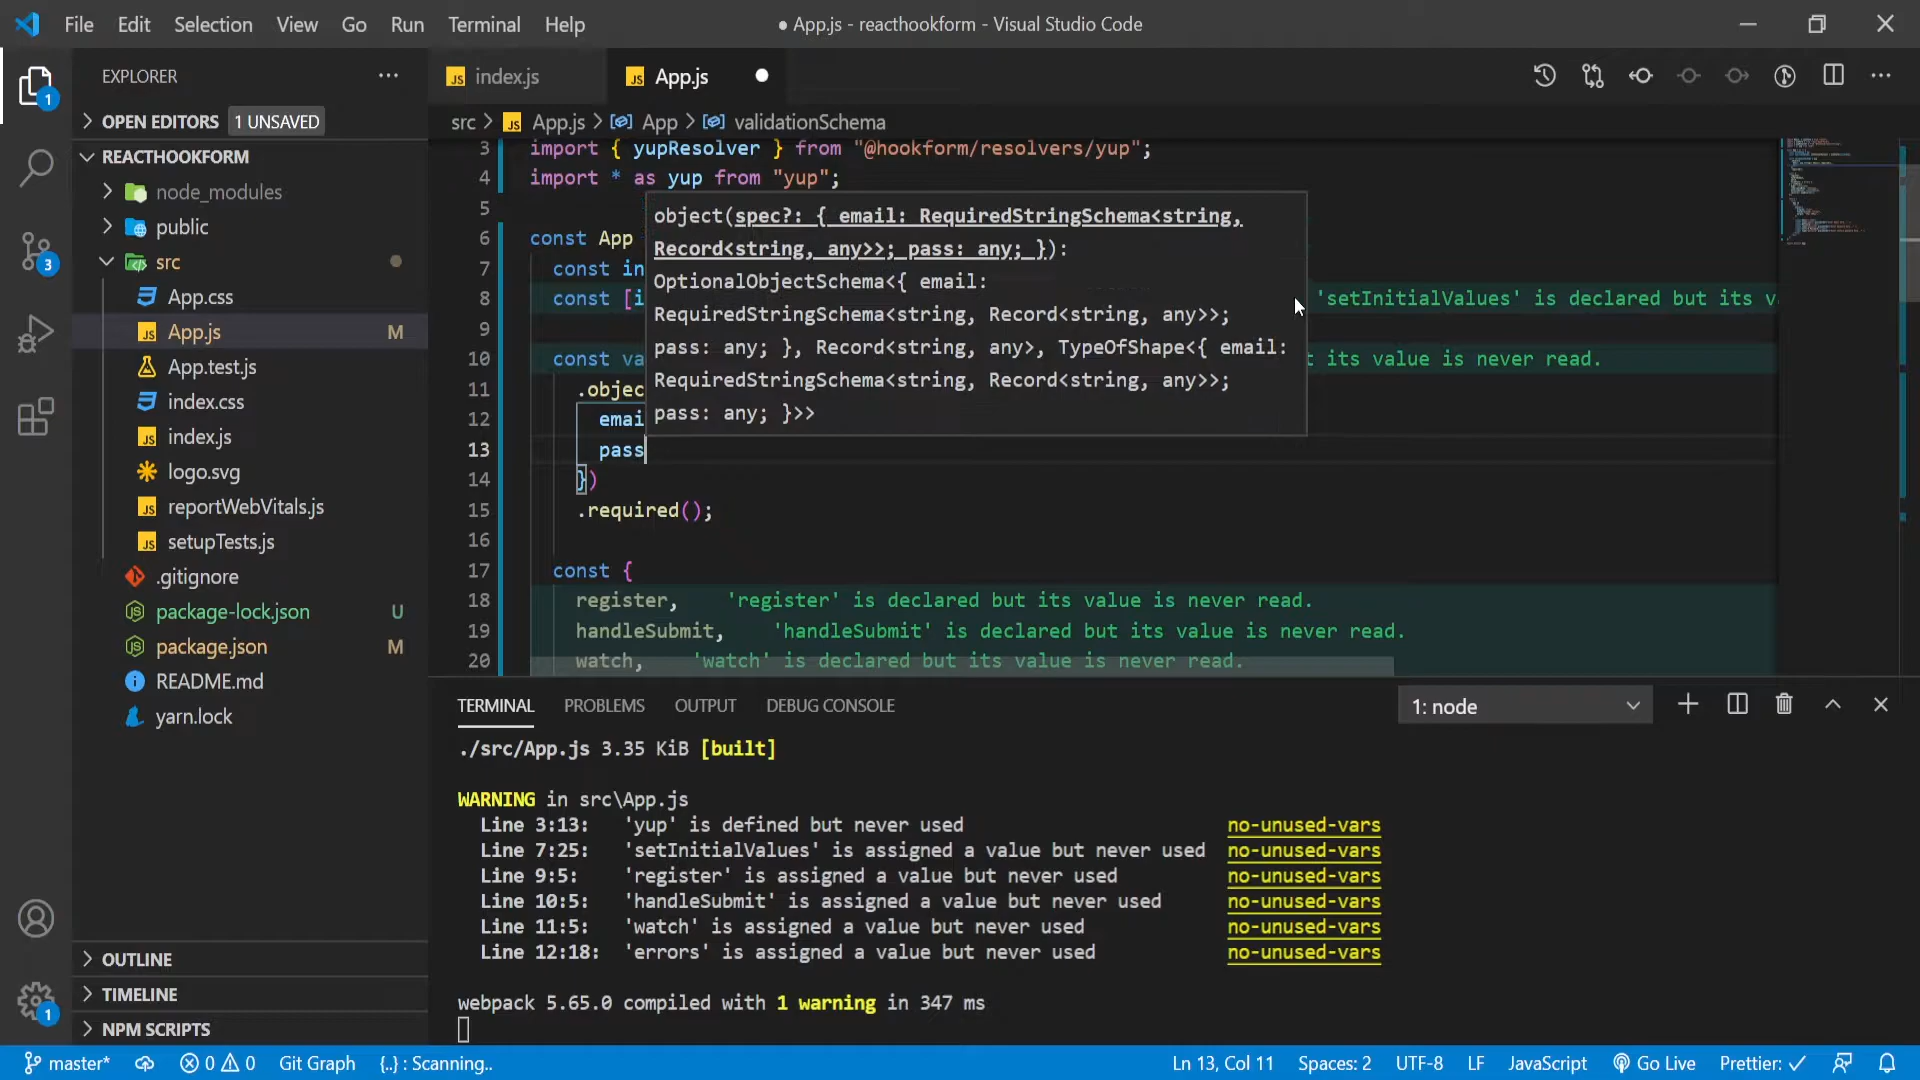 File Edit Selection View Go Run Terminal Help
● App.js - reacthookform - Visual Studio Code
EXPLORER
OPEN EDITORS 1 UNSAVED
REACTHOOKFORM
node_modules
public
src
App.css
App.js M
App.test.js
index.css
index.js
logo.svg
reportWebVitals.js
setupTests.js
.gitignore
package-lock.json U
package.json M
README.md
yarn.lock
OUTLINE
TIMELINE
NPM SCRIPTS
1
3
1
JS index.js
JS App.js ●
src > JS App.js > App > validationSchema
3 import { yupResolver } from "@hookform/resolvers/yup";
4 import * as yup from "yup";
5
6 const App
7 const in
8 const [i 'setInitialValues' is declared but its v
9
10 const va t its value is never read.
11 .objec
12 emai
13 pass
14 })
15 .required();
16
17 const {
18 register, 'register' is declared but its value is never read.
19 handleSubmit, 'handleSubmit' is declared but its value is never read.
20 watch, 'watch' is declared but its value is never read.
object(spec?: { email: RequiredStringSchema<string,
Record<string, any>>; pass: any; }):
OptionalObjectSchema<{ email:
RequiredStringSchema<string, Record<string, any>>;
pass: any; }, Record<string, any>, TypeOfShape<{ email:
RequiredStringSchema<string, Record<string, any>>;
pass: any; }>>
TERMINAL PROBLEMS OUTPUT DEBUG CONSOLE
1: node
./src/App.js 3.35 KiB [built]
WARNING in src\App.js
Line 3:13: 'yup' is defined but never used no-unused-vars
Line 7:25: 'setInitialValues' is assigned a value but never used no-unused-vars
Line 9:5: 'register' is assigned a value but never used no-unused-vars
Line 10:5: 'handleSubmit' is assigned a value but never used no-unused-vars
Line 11:5: 'watch' is assigned a value but never used no-unused-vars
Line 12:18: 'errors' is assigned a value but never used no-unused-vars
webpack 5.65.0 compiled with 1 warning in 347 ms
master* 0 0 Git Graph {..} : Scanning..
Ln 13, Col 11 Spaces: 2 UTF-8 LF JavaScript Go Live Prettier: ✓